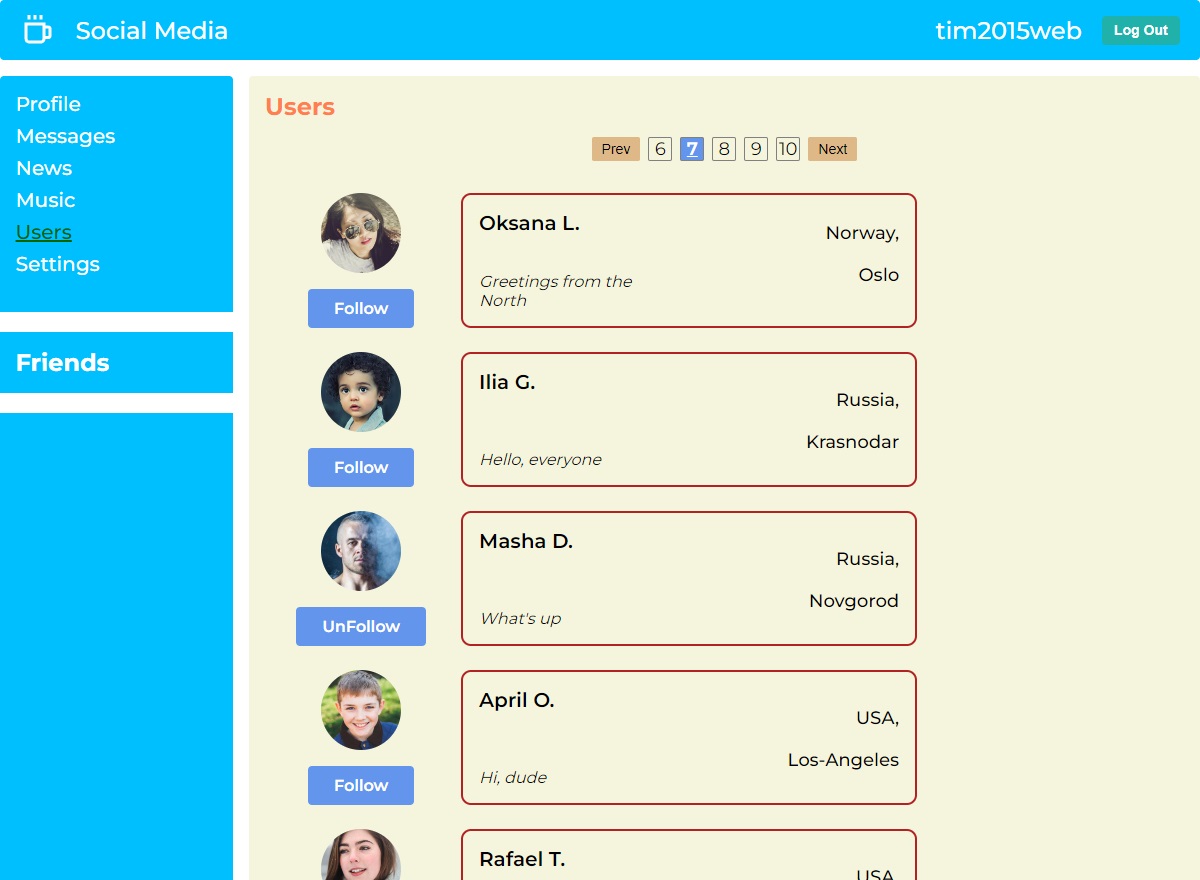 Social Media
tim2015web
Log Out
Profile
Messages
News
Music
Users
Settings
Friends
Users
Prev 6 7 8 9 10 Next
Follow
Oksana L.
Greetings from the
North
Norway,
Oslo
Follow
Ilia G.
Hello, everyone
Russia,
Krasnodar
UnFollow
Masha D.
What's up
Russia,
Novgorod
Follow
April O.
Hi, dude
USA,
Los-Angeles
Rafael T.
USA,